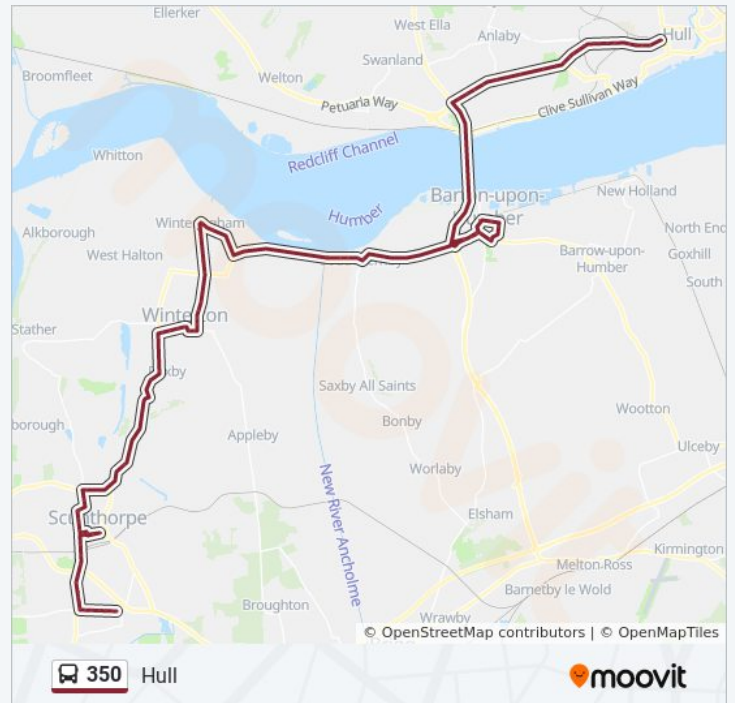 Ellerker
West Ella
Anlaby
Hull
Swanland
Broomfleet
Welton
Petuaria Way
Clive Sullivan Way
Whitton
Redcliff Channel
New Holland
Humber
Alkborough
North End
West Halton
Barrow-upon-
Humber
Goxhill
South
Stather
Saxby All Saints
Wootton
Bonby
Appleby
Ulceby
Worlaby
New River Ancholme
Elsham
Kirmington
Melton Ross
Barnetby le Wold
Broughton
Wrawby
© OpenStreetMap contributors | © OpenMapTiles
350 Hull
moovit